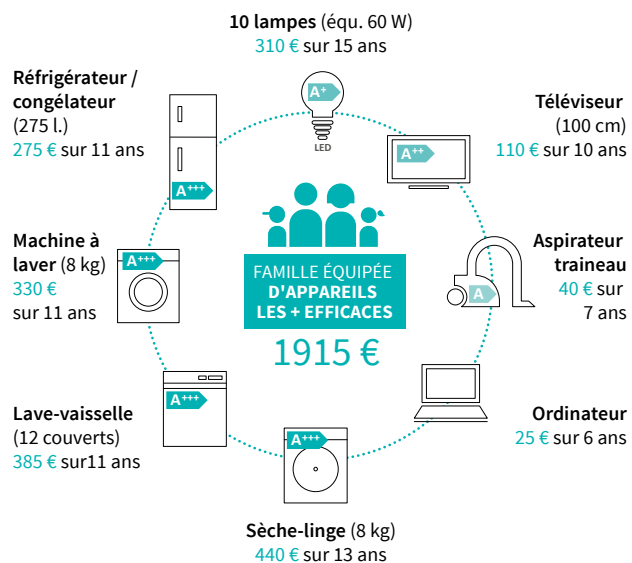 10 lampes (équ. 60 W)
310 € sur 15 ans
A+
LED
Réfrigérateur /
congélateur
(275 l.)
275 € sur 11 ans
A+++
Téléviseur
(100 cm)
110 € sur 10 ans
A++
Machine à
laver (8 kg)
330 €
sur 11 ans
A+++
FAMILLE ÉQUIPÉE
D'APPAREILS
LES + EFFICACES
1915 €
Aspirateur
traineau
40 € sur
7 ans
A
Lave-vaisselle
(12 couverts)
385 € sur11 ans
A+++
Ordinateur
25 € sur 6 ans
A+++
Sèche-linge (8 kg)
440 € sur 13 ans